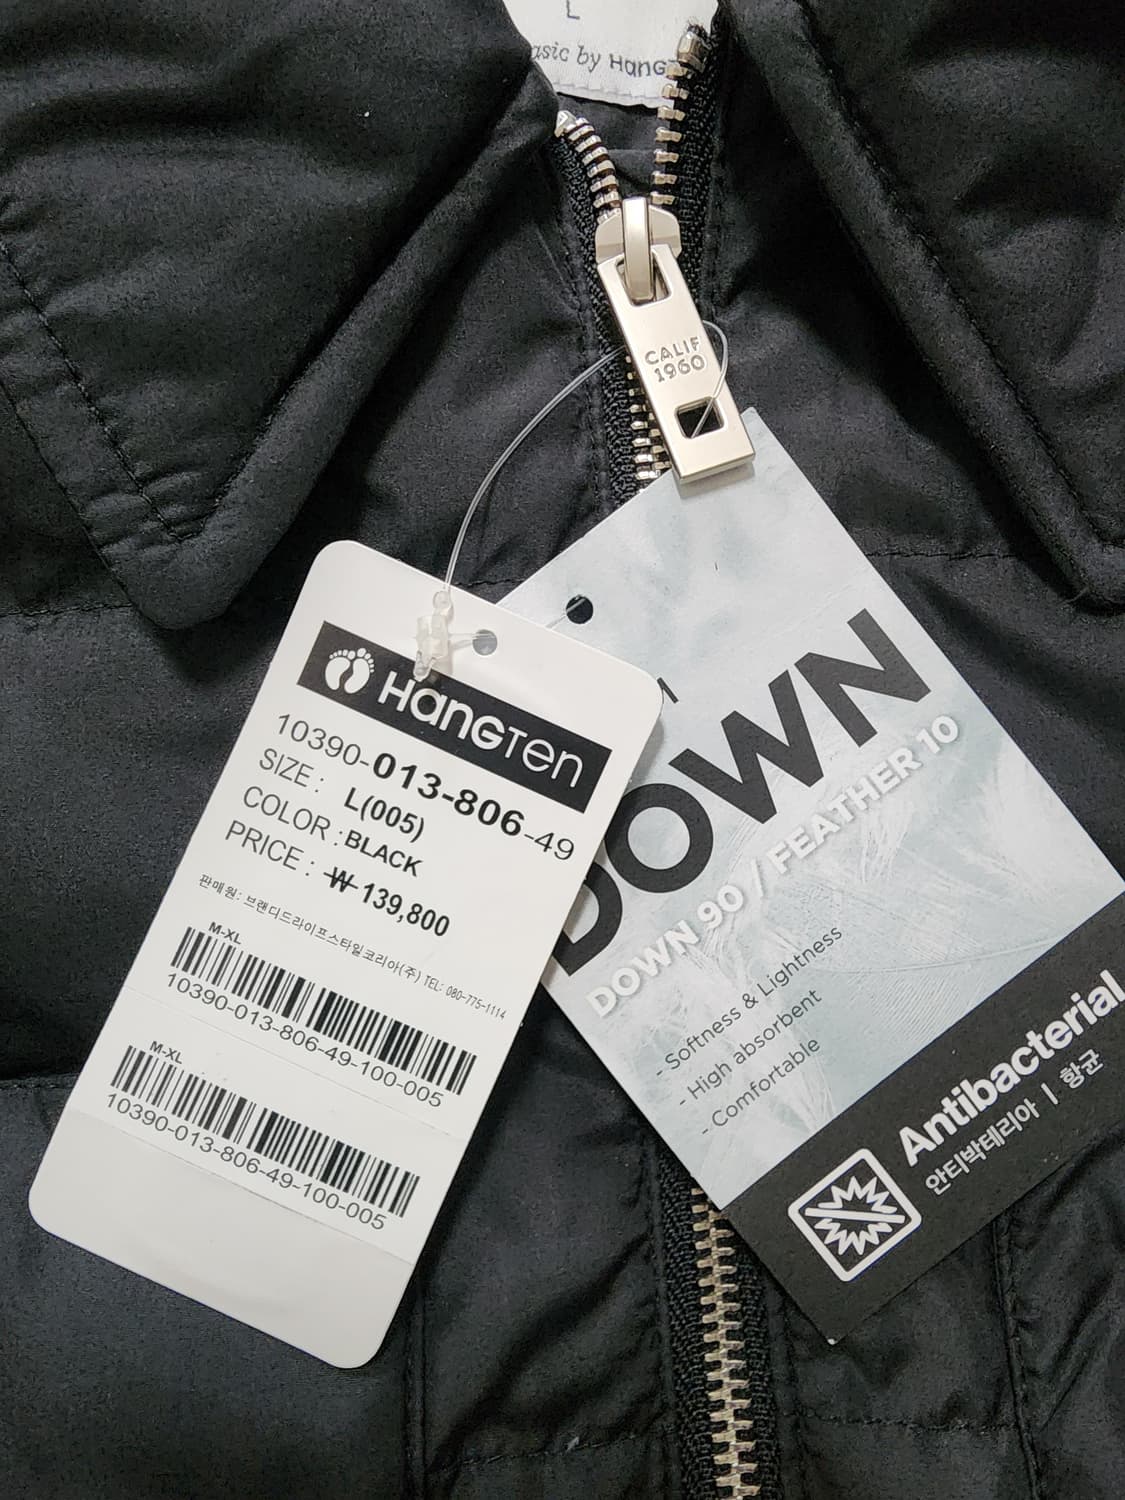 L
asic by HanGT
CALIF
1960
HanGTen
10390-013-806-49
SIZE : L(005)
COLOR : BLACK
PRICE : ₩ 139,800
판매원: 브랜디드라이프스타일코리아(주) TEL: 080-775-1114
M-XL
10390-013-806-49-100-005
M-XL
10390-013-806-49-100-005
DOWN
DOWN 90 / FEATHER 10
- Softness & Lightness
- High absorbent
- Comfortable
Antibacterial
안티박테리아 | 항균